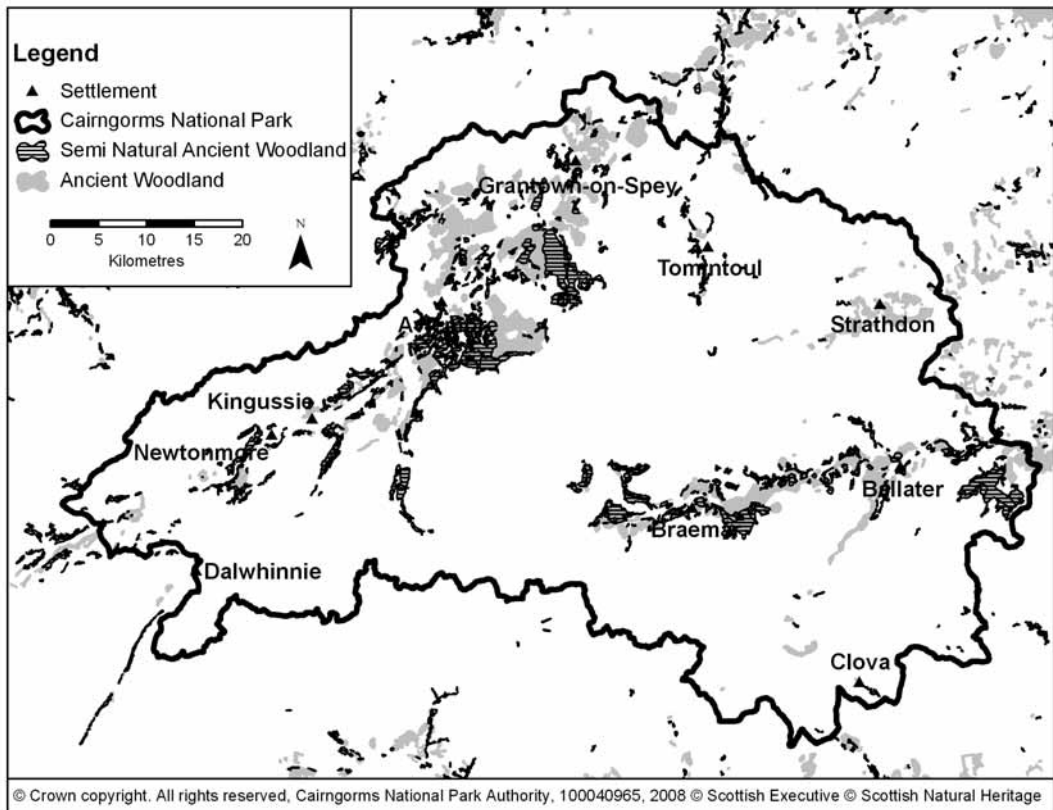 Legend
Settlement
Cairngorms National Park
Semi Natural Ancient Woodland
Ancient Woodland
0 5 10 15 20
Kilometres
N
Grantown-on-Spey
Tomintoul
Strathdon
Kingussie
Newtonmore
Ballater
Braemar
Dalwhinnie
Clova
© Crown copyright. All rights reserved, Cairngorms National Park Authority, 100040965, 2008 © Scottish Executive © Scottish Natural Heritage